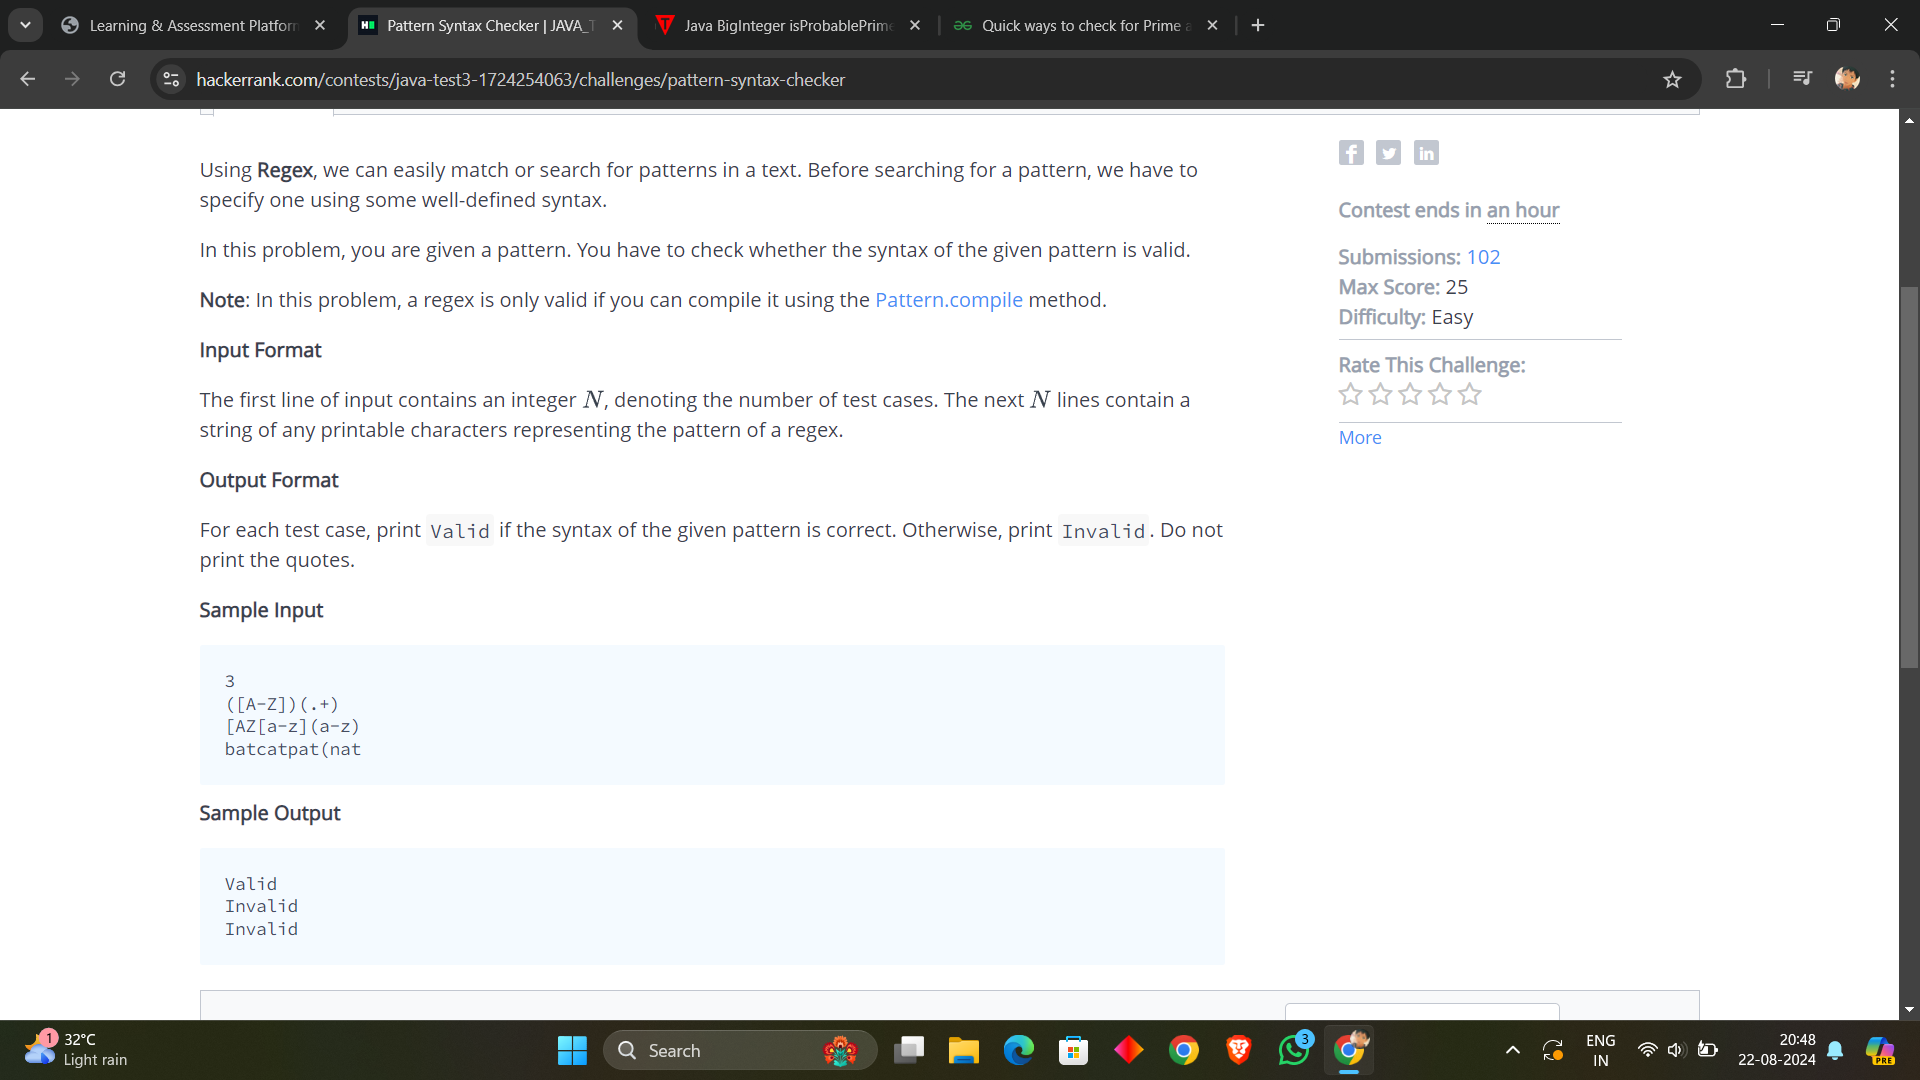 Learning & Assessment Platforn
Pattern Syntax Checker | JAVA_T
Java BigInteger isProbablePrime
Quick ways to check for Prime a
hackerrank.com/contests/java-test3-1724254063/challenges/pattern-syntax-checker
Using Regex, we can easily match or search for patterns in a text. Before searching for a pattern, we have to
specify one using some well-defined syntax.
In this problem, you are given a pattern. You have to check whether the syntax of the given pattern is valid.
Note: In this problem, a regex is only valid if you can compile it using the Pattern.compile method.
Input Format
The first line of input contains an integer N, denoting the number of test cases. The next N lines contain a
string of any printable characters representing the pattern of a regex.
Output Format
For each test case, print Valid if the syntax of the given pattern is correct. Otherwise, print Invalid. Do not
print the quotes.
Sample Input
3
([A-Z])(.+)
[AZ[a-z](a-z)
batcatpat(nat
Sample Output
Valid
Invalid
Invalid
Contest ends in an hour
Submissions: 102
Max Score: 25
Difficulty: Easy
Rate This Challenge:
More
1
32°C
Light rain
Search
3
ENG
IN
20:48
22-08-2024
PRE